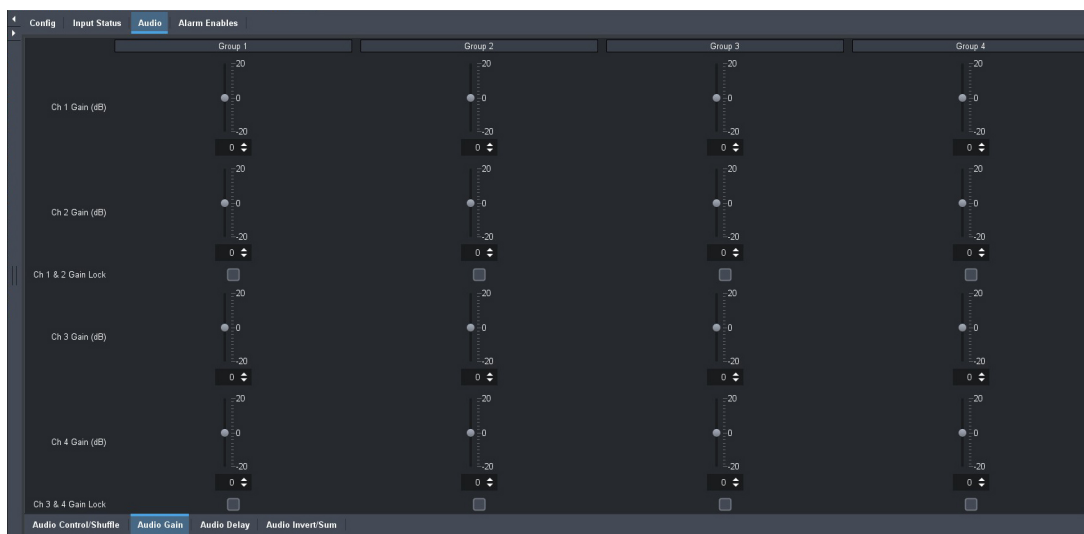 Config Input Status Audio Alarm Enables
Group 1 Group 2 Group 3 Group 4
20 20 20 20
Ch 1 Gain (dB) 0 0 0 0
-20 -20 -20 -20
0 0 0 0
20 20 20 20
Ch 2 Gain (dB) 0 0 0 0
-20 -20 -20 -20
0 0 0 0
Ch 1 & 2 Gain Lock
20 20 20 20
Ch 3 Gain (dB) 0 0 0 0
-20 -20 -20 -20
0 0 0 0
20 20 20 20
Ch 4 Gain (dB) 0 0 0 0
-20 -20 -20 -20
0 0 0 0
Ch 3 & 4 Gain Lock
Audio Control/Shuffle Audio Gain Audio Delay Audio Invert/Sum